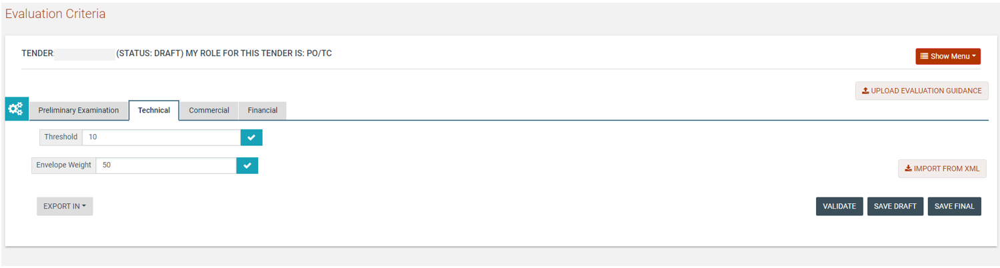 Evaluation Criteria
TENDER: (STATUS: DRAFT) MY ROLE FOR THIS TENDER IS: PO/TC
Show Menu
UPLOAD EVALUATION GUIDANCE
Preliminary Examination Technical Commercial Financial
Threshold 10
Envelope Weight 50
IMPORT FROM XML
EXPORT IN VALIDATE SAVE DRAFT SAVE FINAL